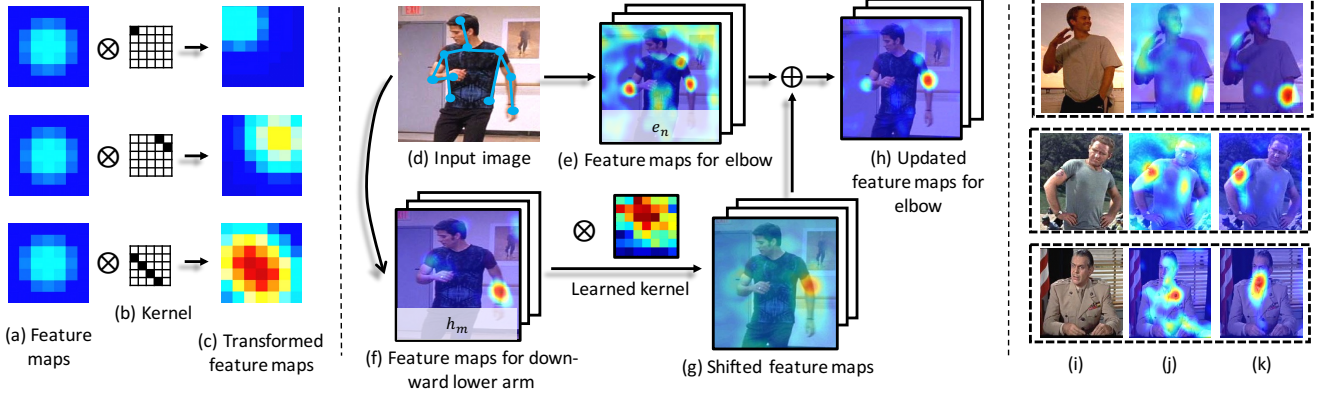 (a) Feature
maps
(b) Kernel
(c) Transformed
feature maps
(d) Input image
e_n
(e) Feature maps for elbow
(h) Updated
feature maps for
elbow
h_m
(f) Feature maps for down-
ward lower arm
Learned kernel
(g) Shifted feature maps
(i)
(j)
(k)